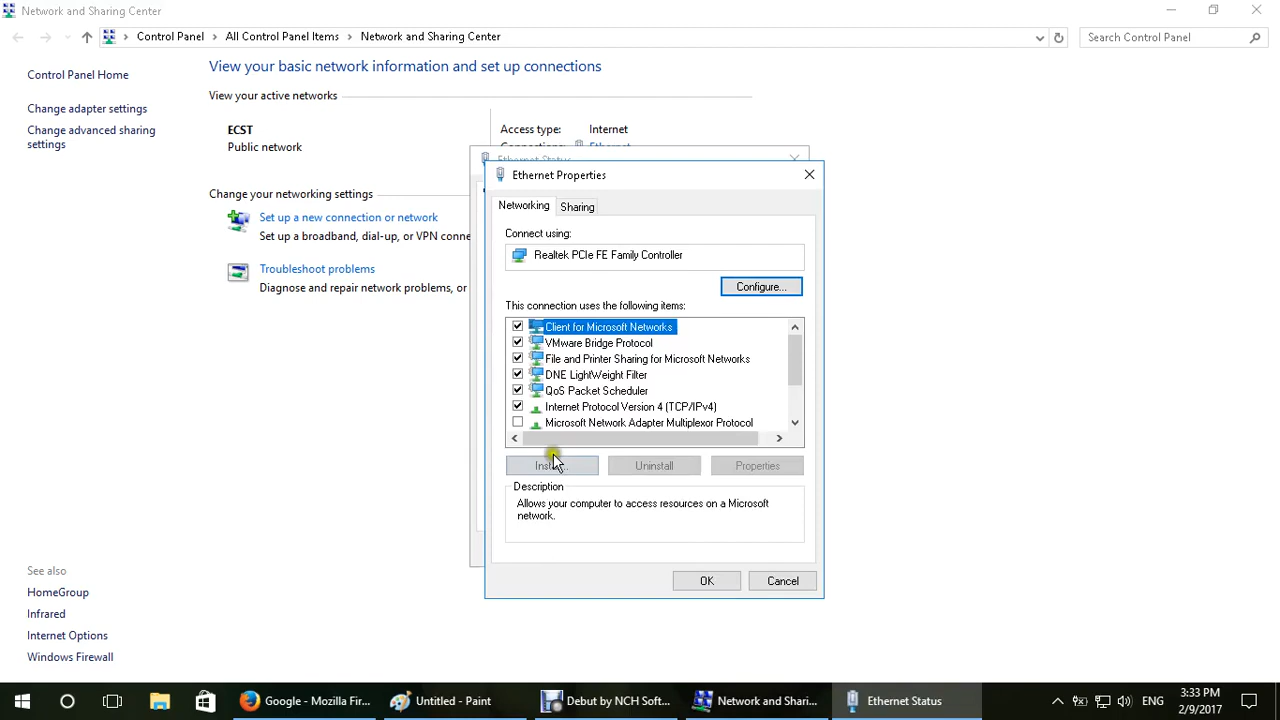 Network and Sharing Center
Control Panel
All Control Panel Items
Network and Sharing Center
Search Control Panel
Control Panel Home
Change adapter settings
Change advanced sharing
settings
View your basic network information and set up connections
View your active networks
ECST
Public network
Access type:
Internet
Connections:
Ethernet
Change your networking settings
Set up a new connection or network
Set up a broadband, dial-up, or VPN conne
Troubleshoot problems
Diagnose and repair network problems, or
Ethernet Status
Ethernet Properties
Networking
Sharing
Connect using:
Realtek PCIe FE Family Controller
Configure...
This connection uses the following items:
Client for Microsoft Networks
VMware Bridge Protocol
File and Printer Sharing for Microsoft Networks
DNE LightWeight Filter
QoS Packet Scheduler
Internet Protocol Version 4 (TCP/IPv4)
Microsoft Network Adapter Multiplexor Protocol
Uninstall
Properties
Description
Allows your computer to access resources on a Microsoft
network.
OK
Cancel
See also
HomeGroup
Infrared
Internet Options
Windows Firewall
Google - Mozilla Fir...
Untitled - Paint
Debut by NCH Soft...
Network and Shari...
Ethernet Status
ENG
3:33 PM
2/9/2017